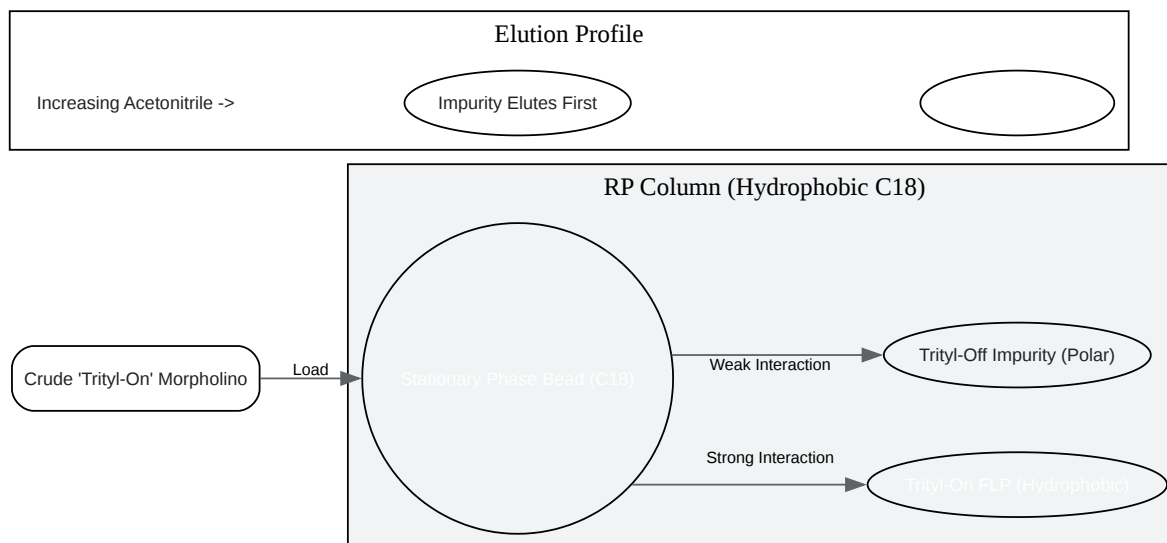 Elution Profile
Increasing Acetonitrile ->
Impurity Elutes First
RP Column (Hydrophobic C18)
Crude 'Trityl-On' Morpholino
Load
Stationary Phase Bead (C18)
Weak Interaction
Trityl-Off Impurity (Polar)
Strong Interaction
Trityl-On FLP (Hydrophobic)